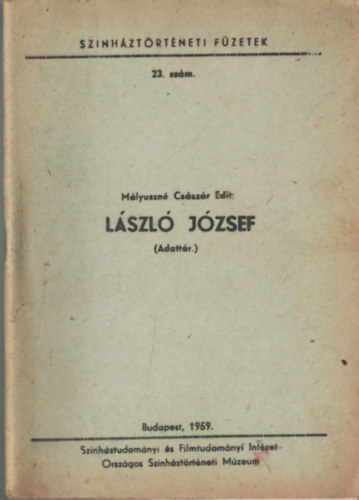 SZINHÁZTÖRTÉNETI FÜZETEK
23. szám.
Mályuszné Császár Edit:
LÁSZLÓ JÓZSEF
(Adattár.)
Budapest, 1959.
Szinháztudományi és Filmtudományi Intézet-
Országos Szinháztörténeti Múzeum